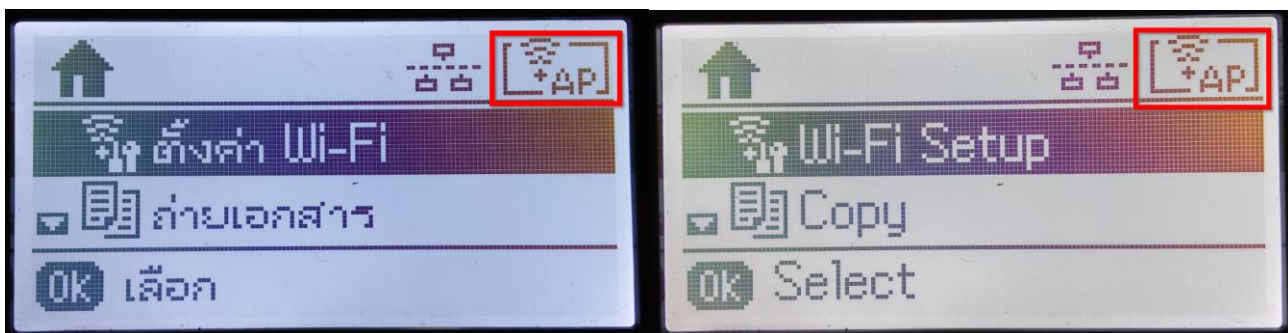 AP
ตั้งค่า Wi-Fi
ถ่ายเอกสาร
OK เลือก
AP
Wi-Fi Setup
Copy
OK Select